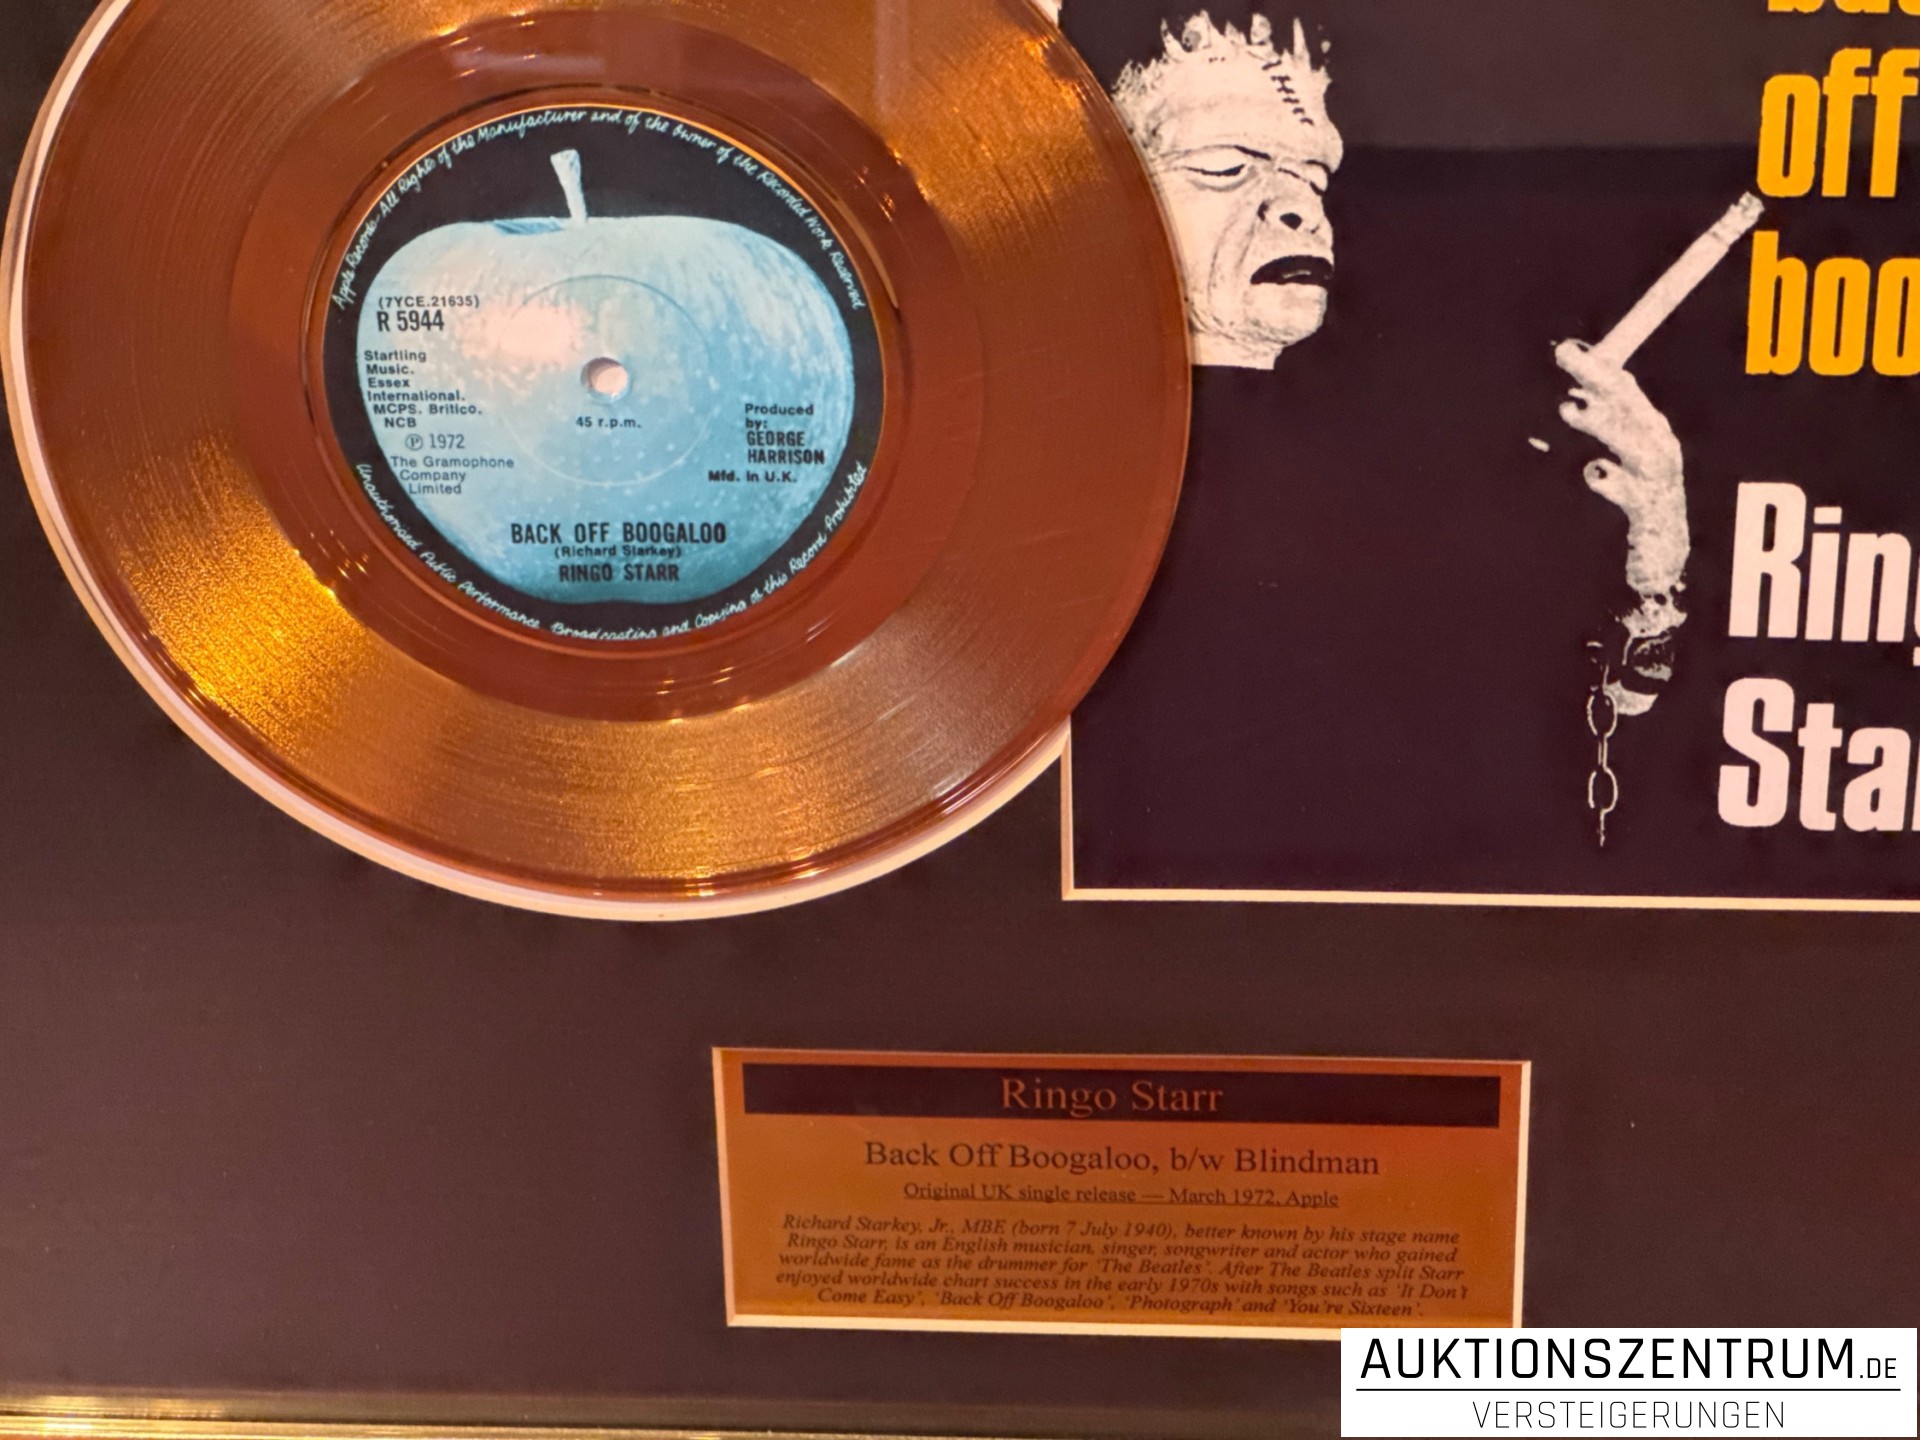 Apple Records All Rights of the Manufacturer and of the Owner of the Recorded Work Reserved
(7YCE.21635)
R 5944
Startling
Music.
Essex
International.
MCPS. Britico.
NCB
℗ 1972
The Gramophone
Company
Limited
45 r.p.m.
Produced
by:
GEORGE
HARRISON
Mfd. in U.K.
BACK OFF BOOGALOO
(Richard Starkey)
RINGO STARR
Unauthorised Public Performance, Broadcasting and Copying of this Record Prohibited
off
boo
Ring
Star
Ringo Starr
Back Off Boogaloo, b/w Blindman
Original UK single release — March 1972, Apple
Richard Starkey, Jr., MBE (born 7 July 1940), better known by his stage name
Ringo Starr, is an English musician, singer, songwriter and actor who gained
worldwide fame as the drummer for 'The Beatles'. After The Beatles split Starr
enjoyed worldwide chart success in the early 1970s with songs such as 'It Don't
Come Easy', 'Back Off Boogaloo', 'Photograph' and 'You're Sixteen'.
AUKTIONSZENTRUM.DE
VERSTEIGERUNGEN